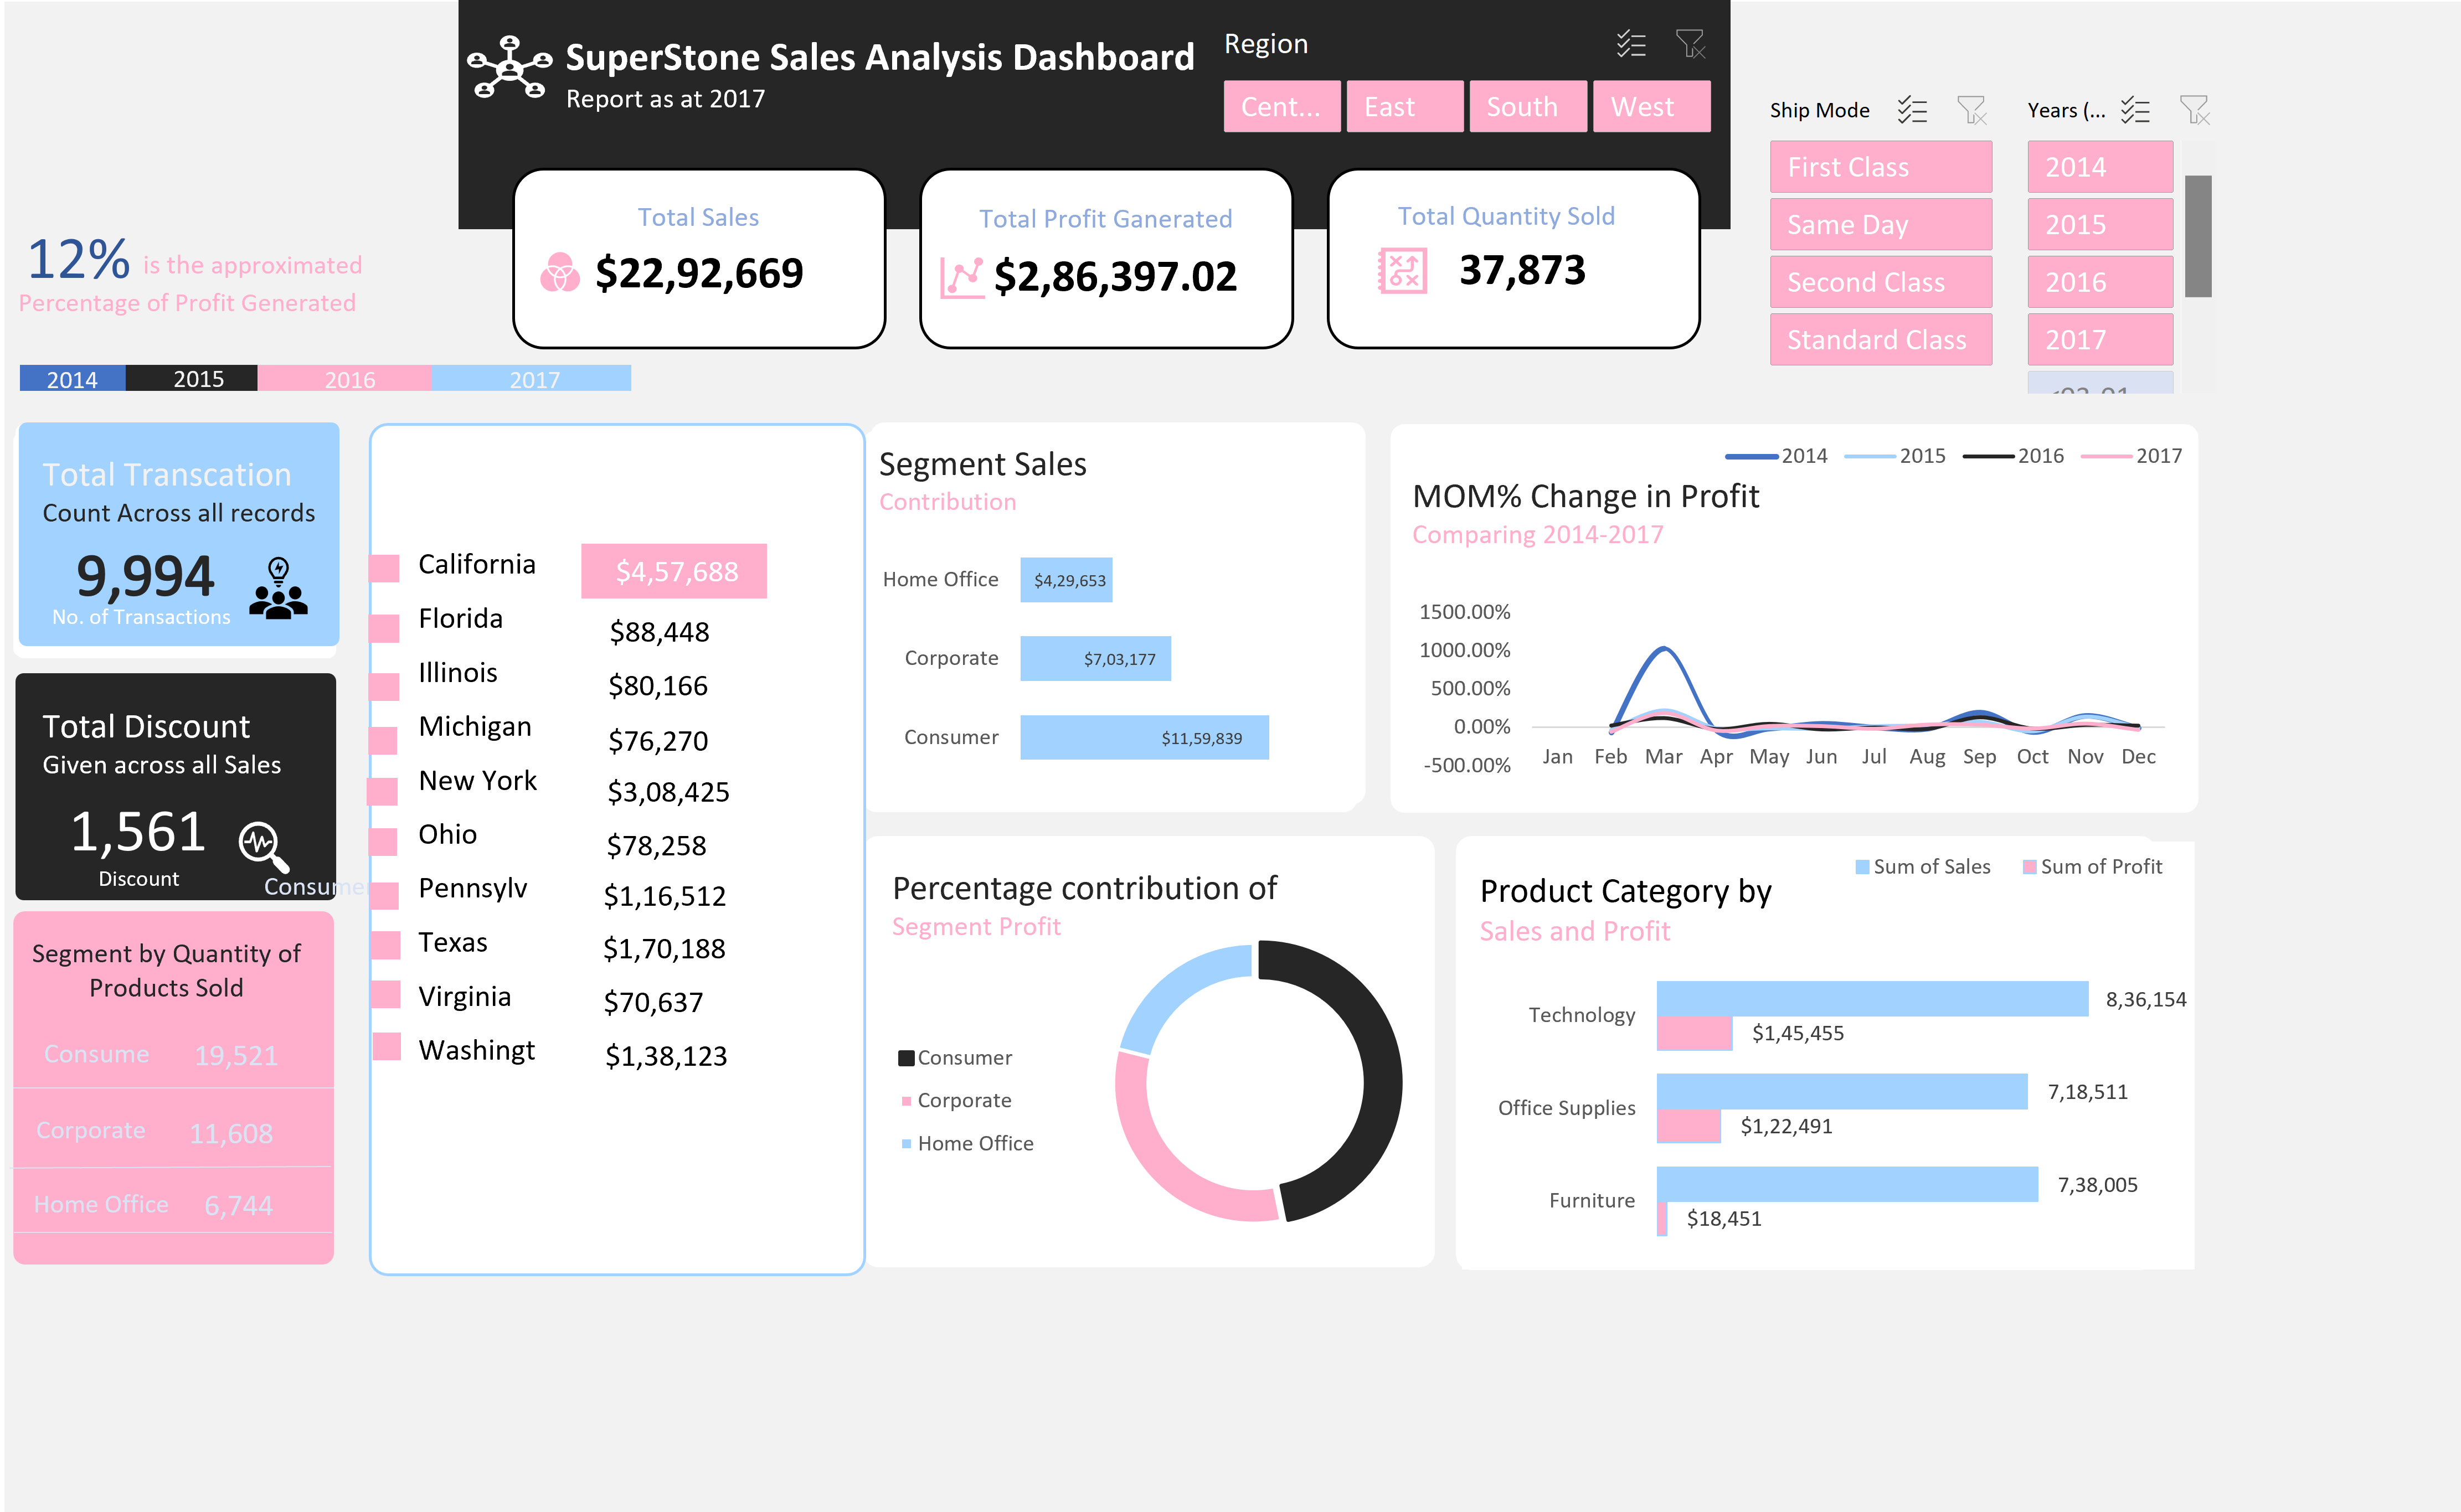 SuperStone Sales Analysis Dashboard
Report as at 2017
Region
Cent...
East
South
West
Ship Mode
First Class
Same Day
Second Class
Standard Class
Years (...
2014
2015
2016
2017
Total Sales
$22,92,669
Total Profit Ganerated
$2,86,397.02
Total Quantity Sold
37,873
12% is the approximated
Percentage of Profit Generated
2014
2015
2016
2017
Total Transcation
Count Across all records
9,994
No. of Transactions
Total Discount
Given across all Sales
1,561
Discount
Consumer
Segment by Quantity of
Products Sold
Consume 19,521
Corporate 11,608
Home Office 6,744
California $4,57,688
Florida $88,448
Illinois $80,166
Michigan $76,270
New York $3,08,425
Ohio $78,258
Pennsylv $1,16,512
Texas $1,70,188
Virginia $70,637
Washingt $1,38,123
Segment Sales
Contribution
Home Office $4,29,653
Corporate $7,03,177
Consumer $11,59,839
2014 2015 2016 2017
MOM% Change in Profit
Comparing 2014-2017
1500.00%
1000.00%
500.00%
0.00%
-500.00%
Jan Feb Mar Apr May Jun Jul Aug Sep Oct Nov Dec
Percentage contribution of
Segment Profit
Consumer
Corporate
Home Office
Sum of Sales Sum of Profit
Product Category by
Sales and Profit
Technology 8,36,154
$1,45,455
Office Supplies 7,18,511
$1,22,491
Furniture 7,38,005
$18,451